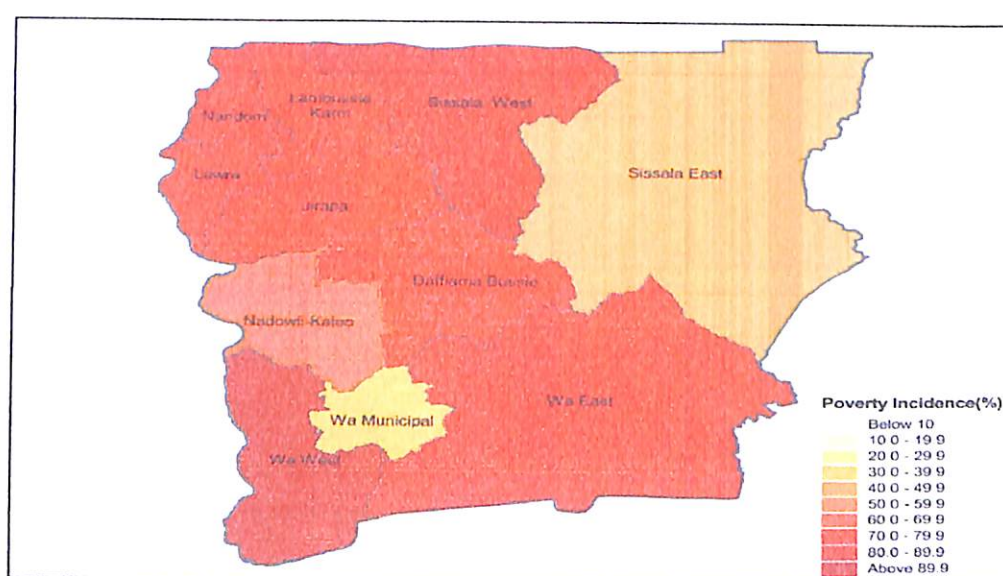 Lambussie
Karni
Sissala West
Nandom
Sissala East
Lawra
Jirapa
Daffiama Bussie
Nadowli-Kaleo
Wa East
Wa Municipal
Wa West
Poverty Incidence(%)
Below 10
10.0 - 19.9
20.0 - 29.9
30.0 - 39.9
40.0 - 49.9
50.0 - 59.9
60.0 - 69.9
70.0 - 79.9
80.0 - 89.9
Above 89.9